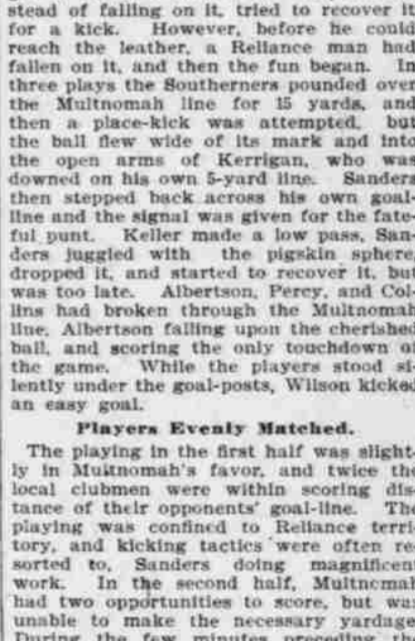 stead of falling on it, tried to recover it
for a kick. However, before he could
reach the leather, a Reliance man had
fallen on it, and then the fun began. In
three plays the Southerners pounded over
the Multnomah line for 15 yards, and
then a place-kick was attempted, but
the ball flew wide of its mark and into
the open arms of Kerrigan, who was
downed on his own 5-yard line. Sanders
then stepped back across his own goal-
line and the signal was given for the fate-
ful punt. Keller made a low pass, San-
ders juggled with the pigskin sphere,
dropped it, and started to recover it, but
was too late. Albertson, Percy, and Col-
lins had broken through the Multnomah
line, Albertson falling upon the cherished
ball, and scoring the only touchdown of
the game. While the players stood si-
lently under the goal-posts, Wilson kicked
an easy goal.
Players Evenly Matched.
The playing in the first half was slight-
ly in Multnomah's favor, and twice the
local clubmen were within scoring dis-
tance of their opponents' goal-line. The
playing was confined to Reliance terri-
tory, and kicking tactics were often re-
sorted to, Sanders doing magnificent
work. In the second half, Multnomah
had two opportunities to score, but was
unable to make the necessary yardage
During the few minutes preceding